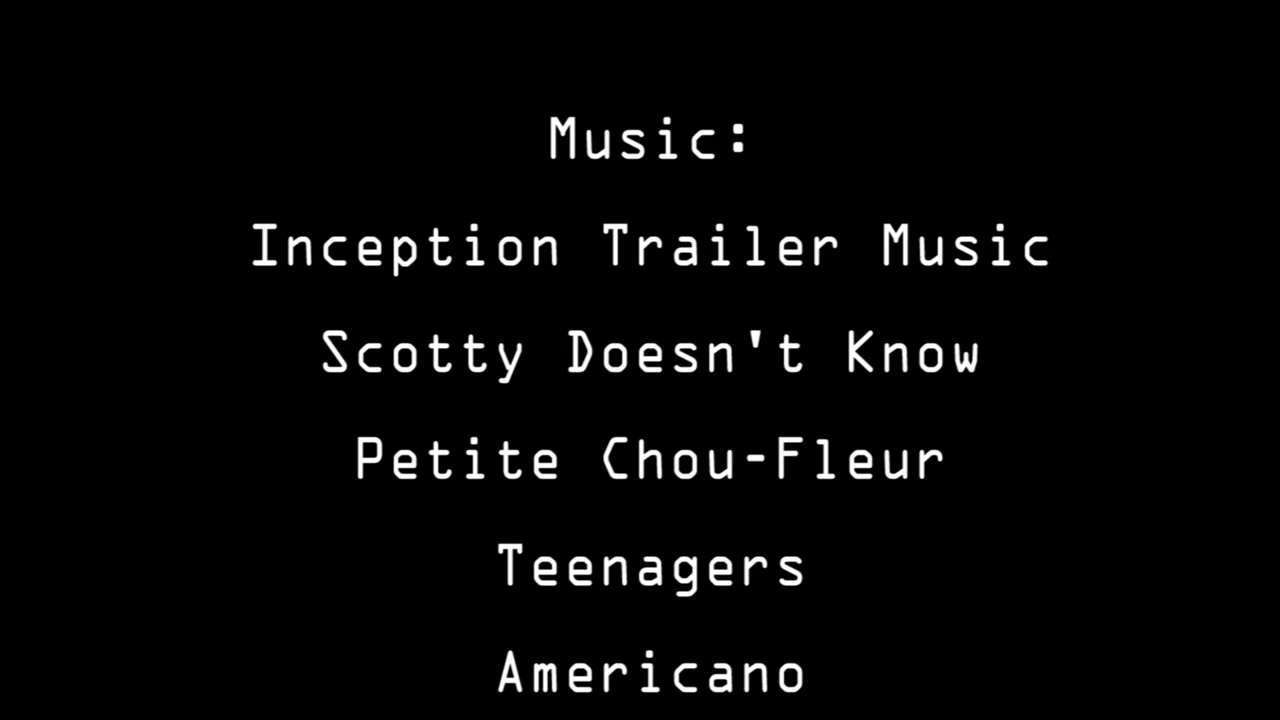 Music:
Inception Trailer Music
Scotty Doesn't Know
Petite Chou-Fleur
Teenagers
Americano